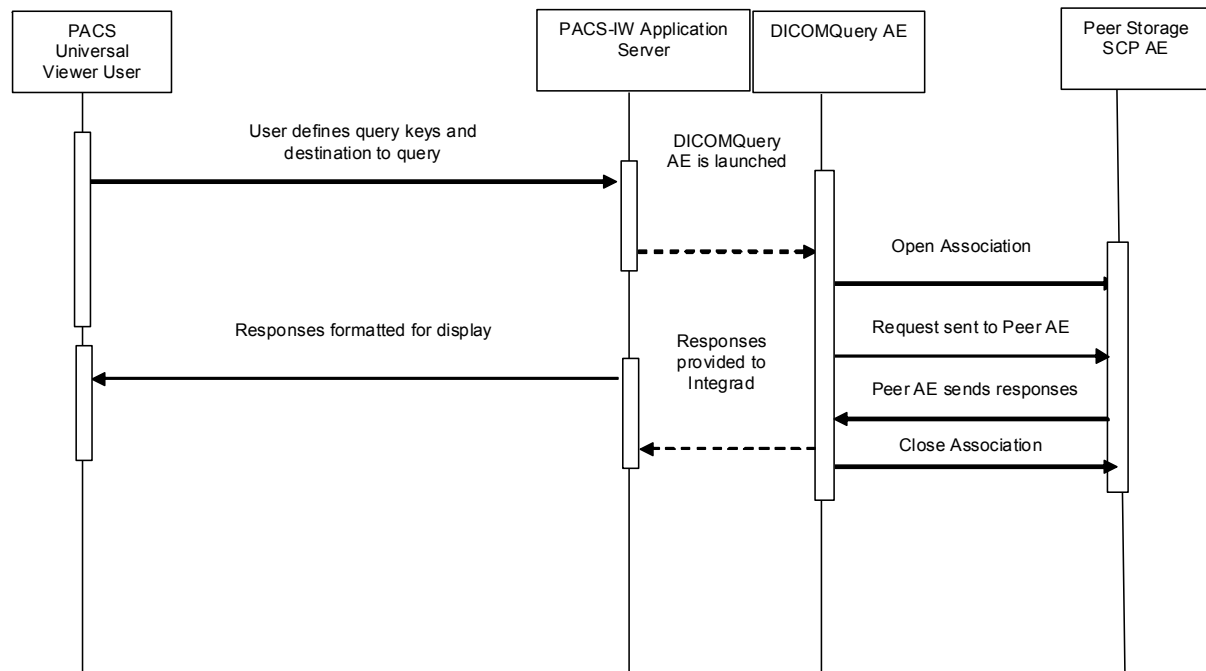 PACS
Universal
Viewer User
PACS-IW Application
Server
DICOMQuery AE
Peer Storage
SCP AE
User defines query keys and
destination to query
DICOMQuery
AE is launched
Open Association
Request sent to Peer AE
Responses formatted for display
Responses
provided to
Integrad
Peer AE sends responses
Close Association